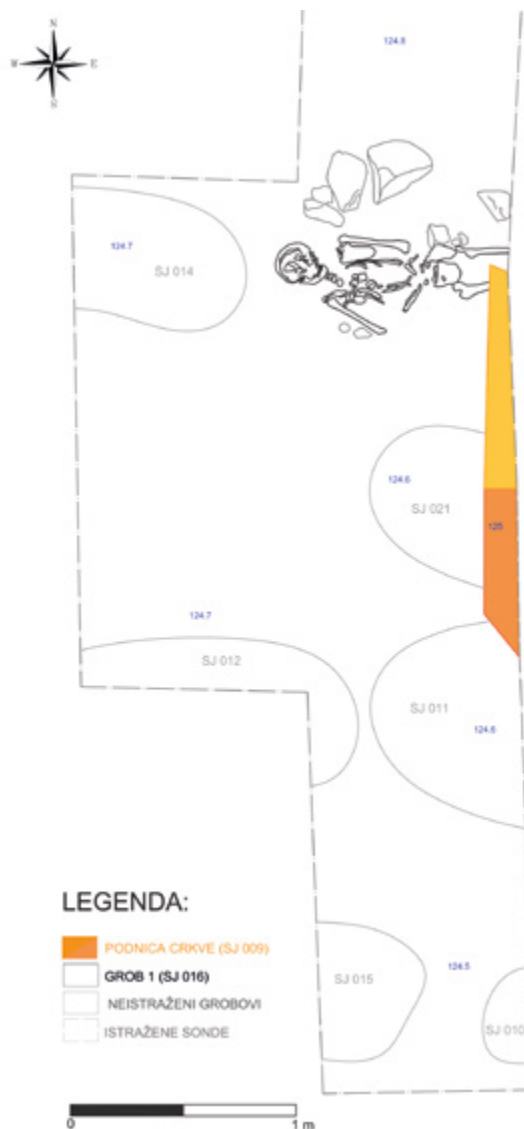 N
W E
S
124.8
124.7
SJ 014
124.6
SJ 021
125
124.7
SJ 012
SJ 011
124.6
LEGENDA:
PODNICA CRKVE (SJ 009)
GROB 1 (SJ 016)
NEISTRAŽENI GROBOVI
ISTRAŽENE SONDE
SJ 015
124.5
SJ 010
0 1 m